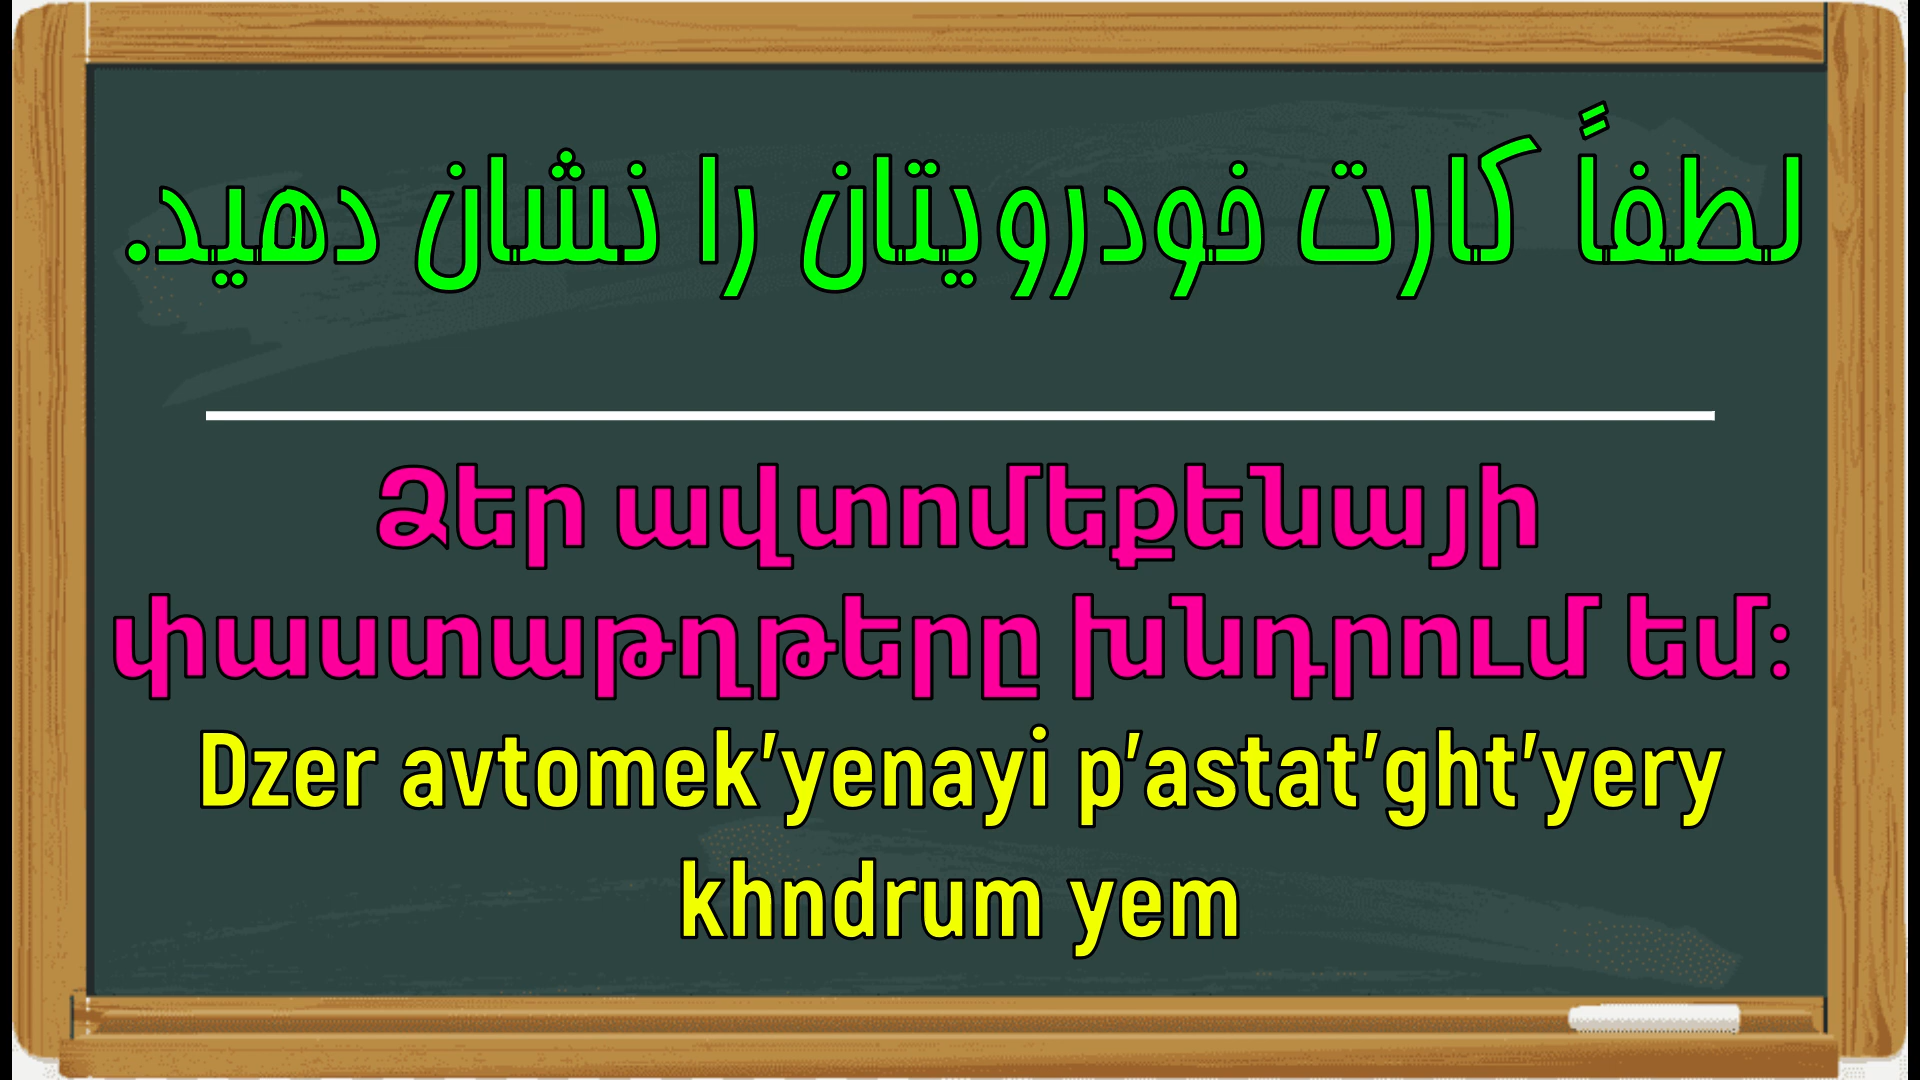 لطفاً کارت خودرویتان را نشان دهید.
Ձեր ավտոմեքենայի
փաստաթղթերը խնդրում եմ:
Dzer avtomek’yenayi p’astat’ght’yery
khndrum yem